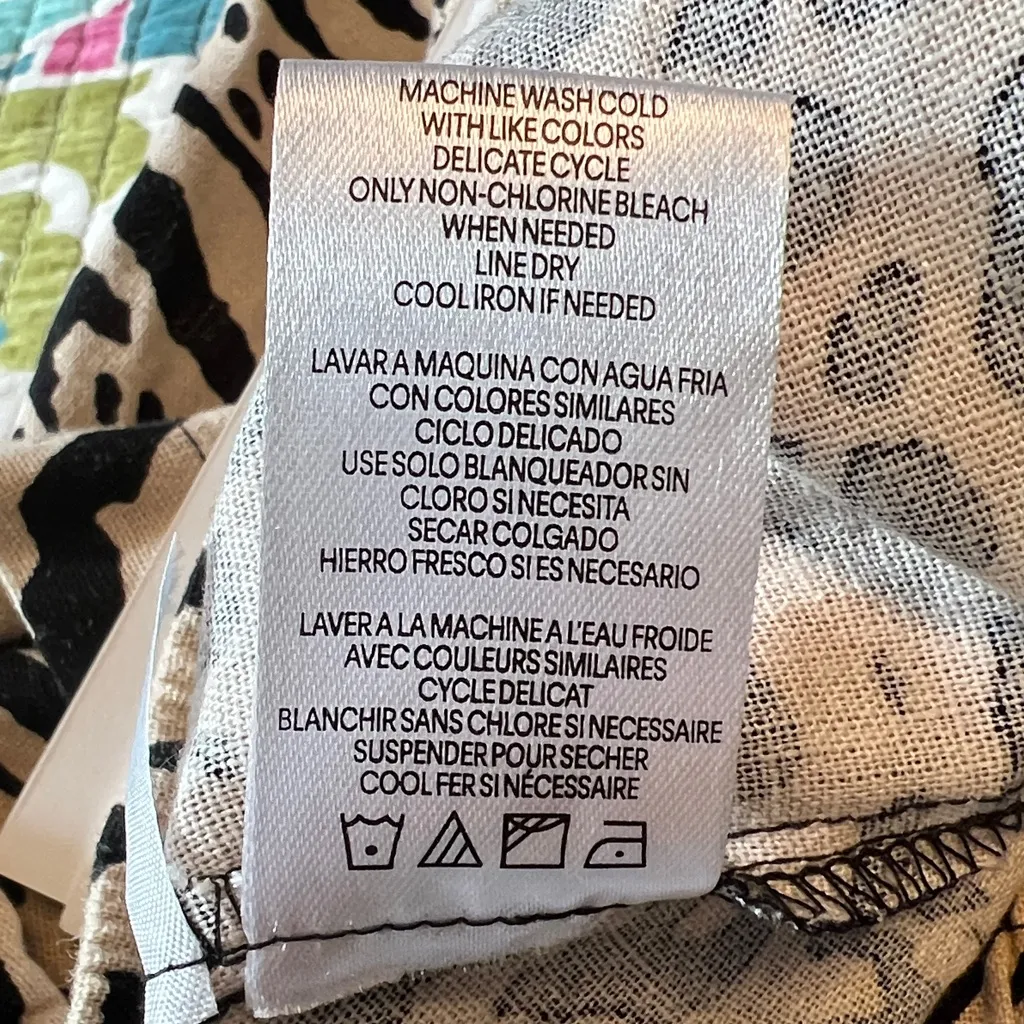 MACHINE WASH COLD
WITH LIKE COLORS
DELICATE CYCLE
ONLY NON-CHLORINE BLEACH
WHEN NEEDED
LINE DRY
COOL IRON IF NEEDED
LAVAR A MAQUINA CON AGUA FRIA
CON COLORES SIMILARES
CICLO DELICADO
USE SOLO BLANQUEADOR SIN
CLORO SI NECESITA
SECAR COLGADO
HIERRO FRESCO SI ES NECESARIO
LAVER A LA MACHINE A L'EAU FROIDE
AVEC COULEURS SIMILAIRES
CYCLE DELICAT
BLANCHIR SANS CHLORE SI NECESSAIRE
SUSPENDER POUR SECHER
COOL FER SI NÉCESSAIRE